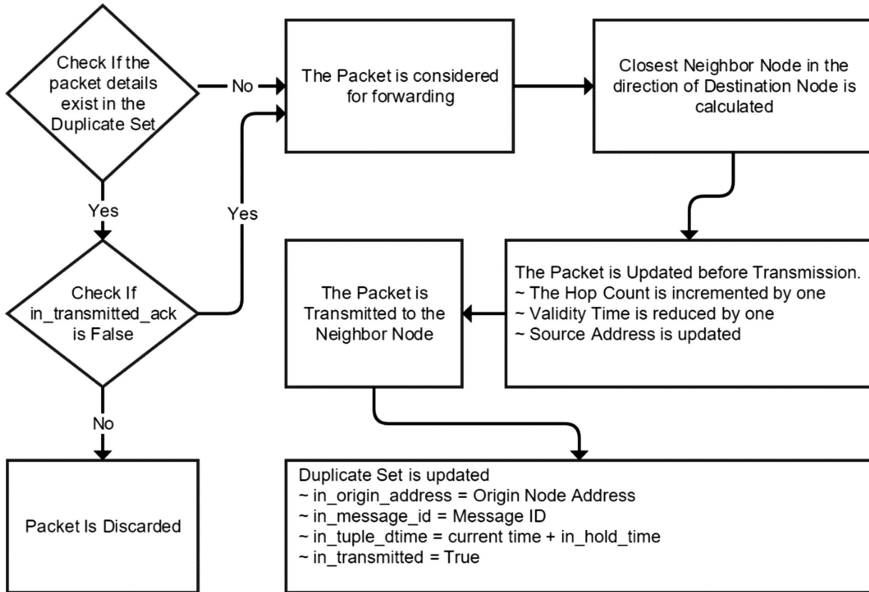 Check If the
packet details
exist in the
Duplicate Set
No
The Packet is considered
for forwarding
Closest Neighbor Node in the
direction of Destination Node is
calculated
Yes
Yes
Check If
in_transmitted_ack
is False
The Packet is
Transmitted to the
Neighbor Node
The Packet is Updated before Transmission.
~ The Hop Count is incremented by one
~ Validity Time is reduced by one
~ Source Address is updated
No
Packet Is Discarded
Duplicate Set is updated
~ in_origin_address = Origin Node Address
~ in_message_id = Message ID
~ in_tuple_dtime = current time + in_hold_time
~ in_transmitted = True